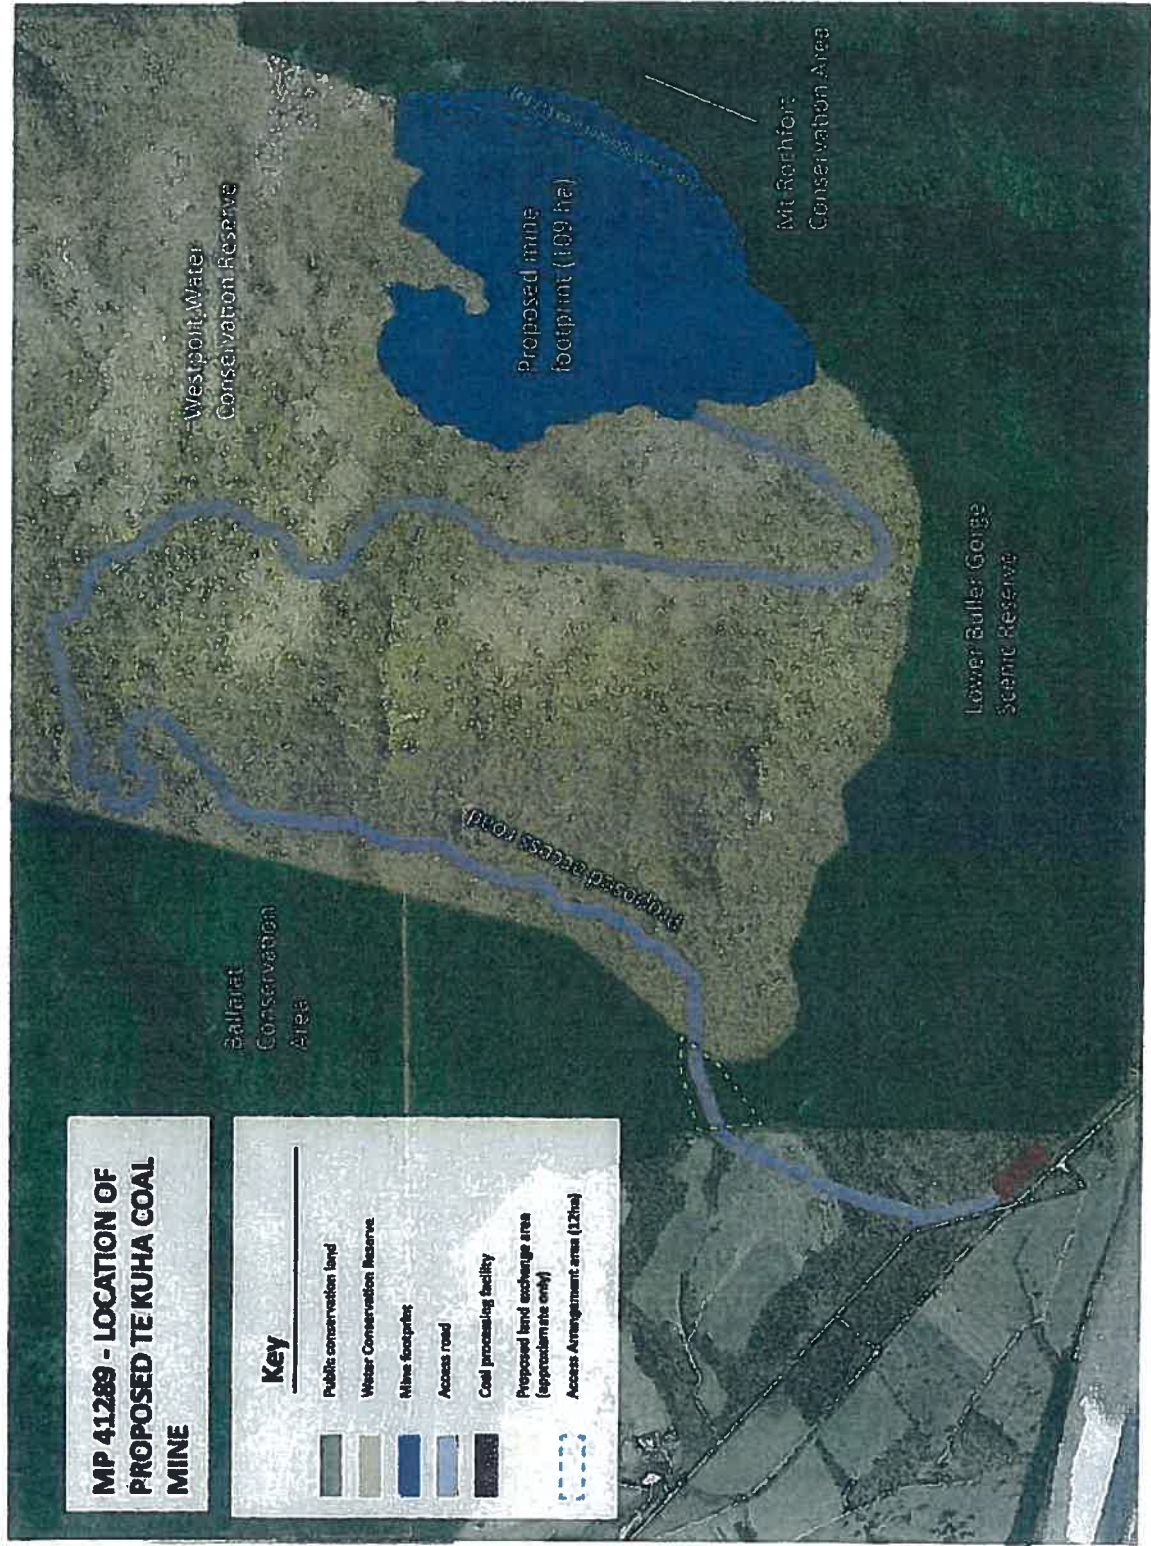 MP 41289 - LOCATION OF
PROPOSED TE KUHA COAL
MINE
Key
Public conservation land
Water Conservation Reserve
Mine footprint
Access road
Coal processing facility
Proposed land exchange area
(approximate only)
Access Arrangement area (12ha)
Ballarat
Conservation
Area
Westport Water
Conservation Reserve
Proposed access road
Proposed mine
footprint (109 ha)
Mt Rochfort
Conservation Area
Lower Buller Gorge
Scenic Reserve